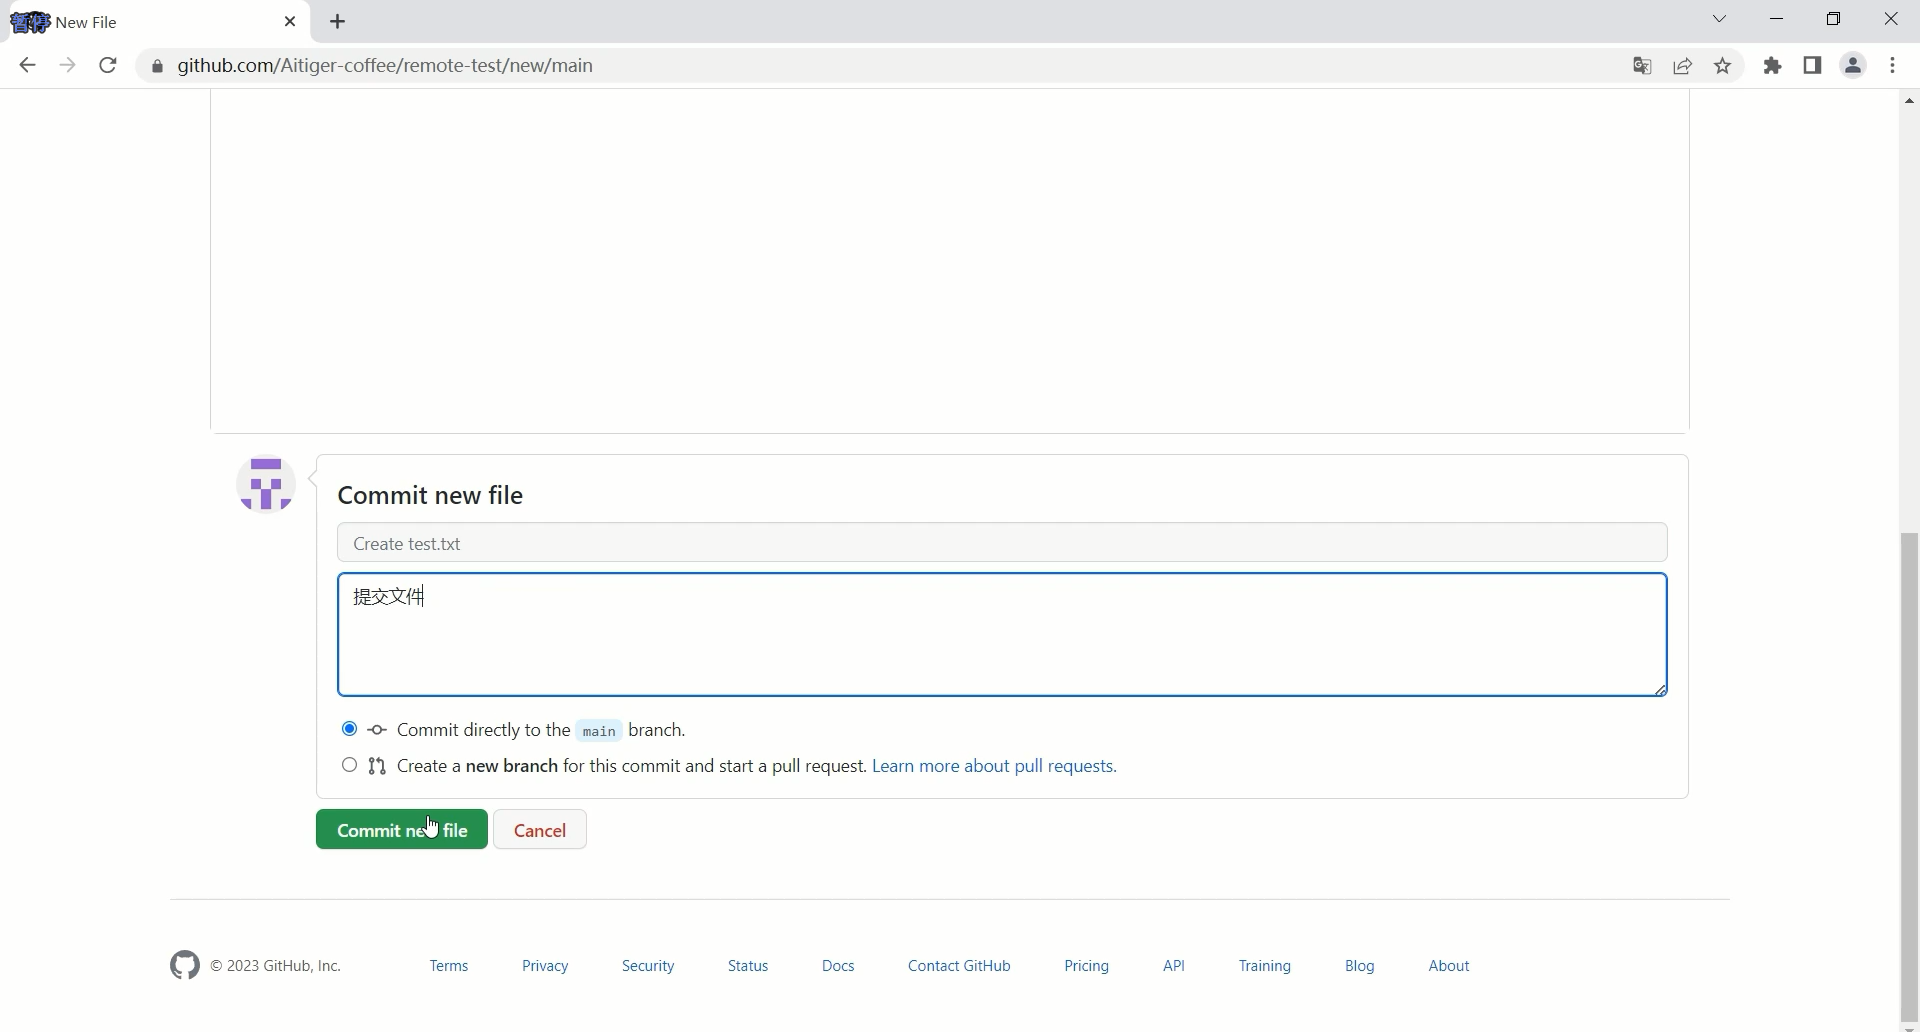 暂停 New File
github.com/Aitiger-coffee/remote-test/new/main
Commit new file
Create test.txt
提交文件
Commit directly to the main branch.
Create a new branch for this commit and start a pull request. Learn more about pull requests.
Commit new file Cancel
© 2023 GitHub, Inc. Terms Privacy Security Status Docs Contact GitHub Pricing API Training Blog About